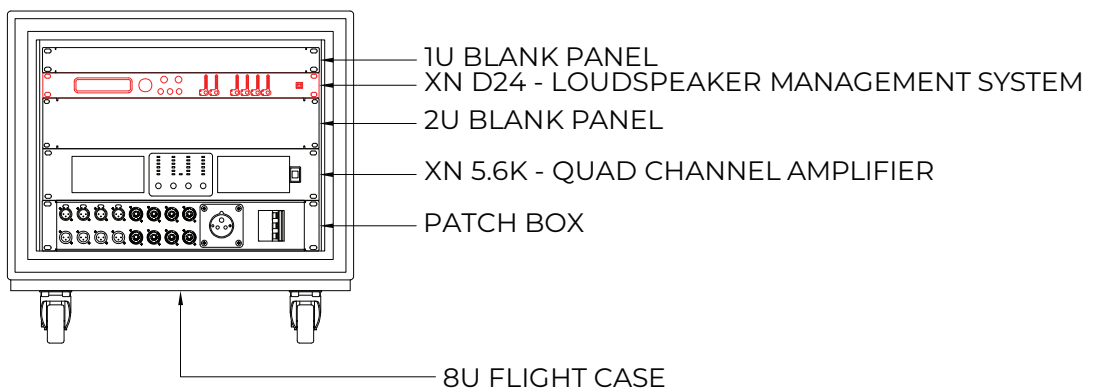 1U BLANK PANEL
XN D24 - LOUDSPEAKER MANAGEMENT SYSTEM
2U BLANK PANEL
XN 5.6K - QUAD CHANNEL AMPLIFIER
PATCH BOX
8U FLIGHT CASE